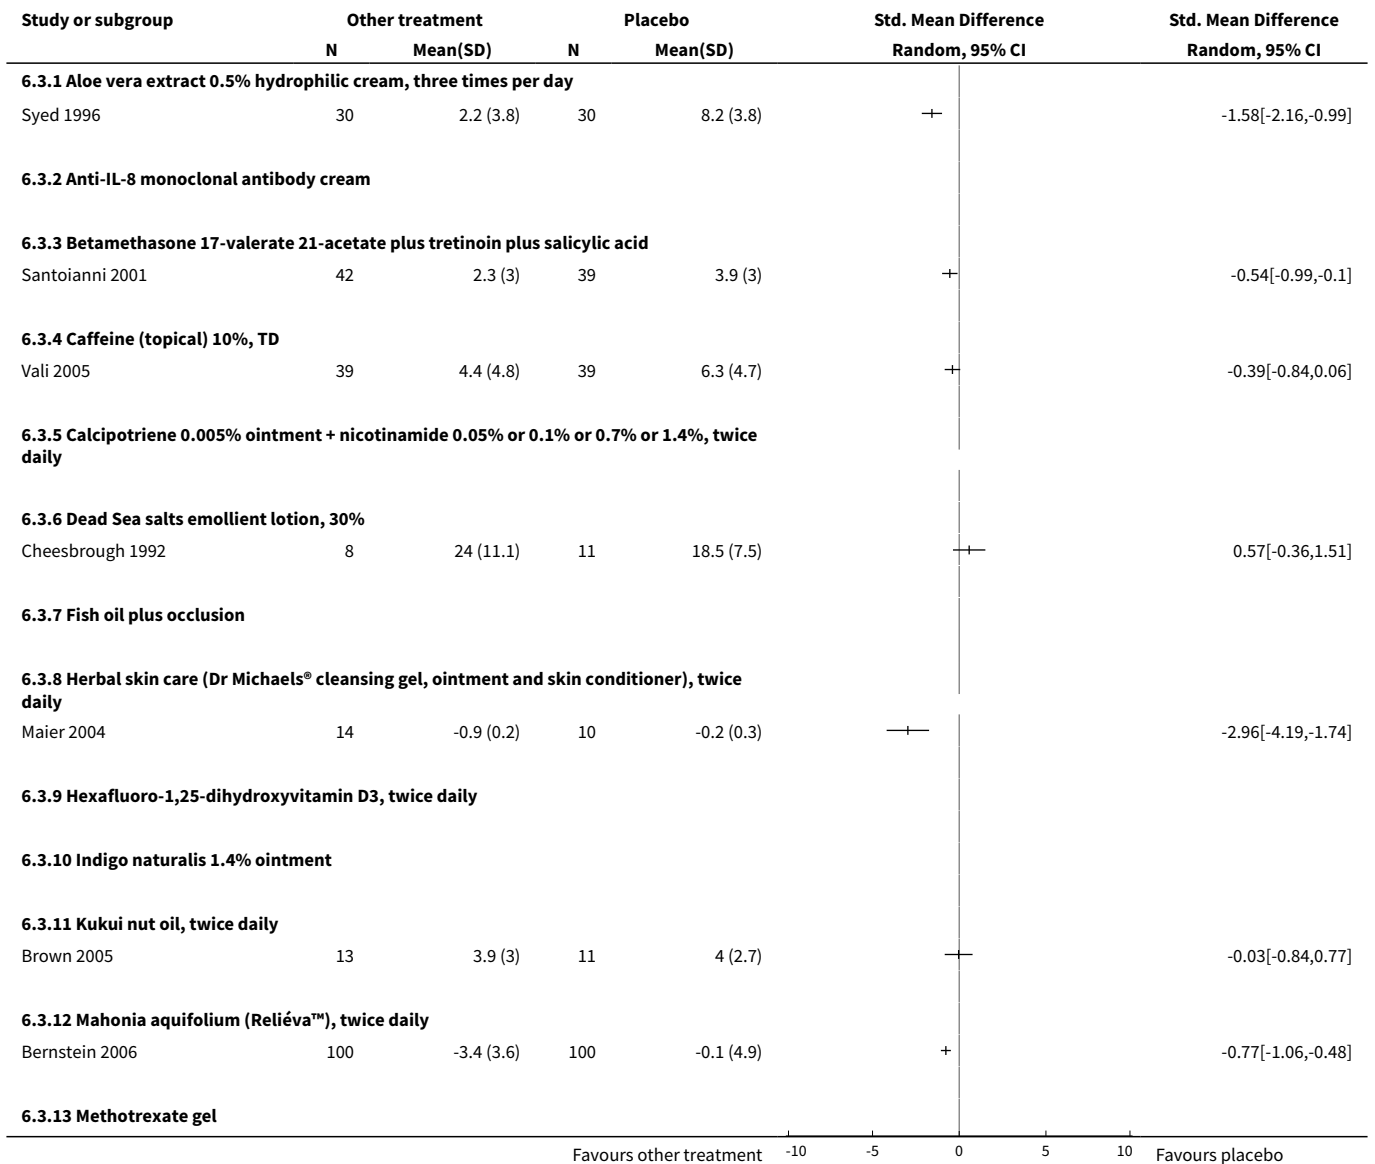 Study or subgroup Other treatment Placebo Std. Mean Difference Std. Mean Difference
N Mean(SD) N Mean(SD) Random, 95% CI Random, 95% CI
6.3.1 Aloe vera extract 0.5% hydrophilic cream, three times per day
Syed 1996 30 2.2 (3.8) 30 8.2 (3.8) -1.58[-2.16,-0.99]
6.3.2 Anti-IL-8 monoclonal antibody cream
6.3.3 Betamethasone 17-valerate 21-acetate plus tretinoin plus salicylic acid
Santoianni 2001 42 2.3 (3) 39 3.9 (3) -0.54[-0.99,-0.1]
6.3.4 Caffeine (topical) 10%, TD
Vali 2005 39 4.4 (4.8) 39 6.3 (4.7) -0.39[-0.84,0.06]
6.3.5 Calcipotriene 0.005% ointment + nicotinamide 0.05% or 0.1% or 0.7% or 1.4%, twice
daily
6.3.6 Dead Sea salts emollient lotion, 30%
Cheesbrough 1992 8 24 (11.1) 11 18.5 (7.5) 0.57[-0.36,1.51]
6.3.7 Fish oil plus occlusion
6.3.8 Herbal skin care (Dr Michaels® cleansing gel, ointment and skin conditioner), twice
daily
Maier 2004 14 -0.9 (0.2) 10 -0.2 (0.3) -2.96[-4.19,-1.74]
6.3.9 Hexafluoro-1,25-dihydroxyvitamin D3, twice daily
6.3.10 Indigo naturalis 1.4% ointment
6.3.11 Kukui nut oil, twice daily
Brown 2005 13 3.9 (3) 11 4 (2.7) -0.03[-0.84,0.77]
6.3.12 Mahonia aquifolium (Reliéva™), twice daily
Bernstein 2006 100 -3.4 (3.6) 100 -0.1 (4.9) -0.77[-1.06,-0.48]
6.3.13 Methotrexate gel
Favours other treatment -10 -5 0 5 10 Favours placebo